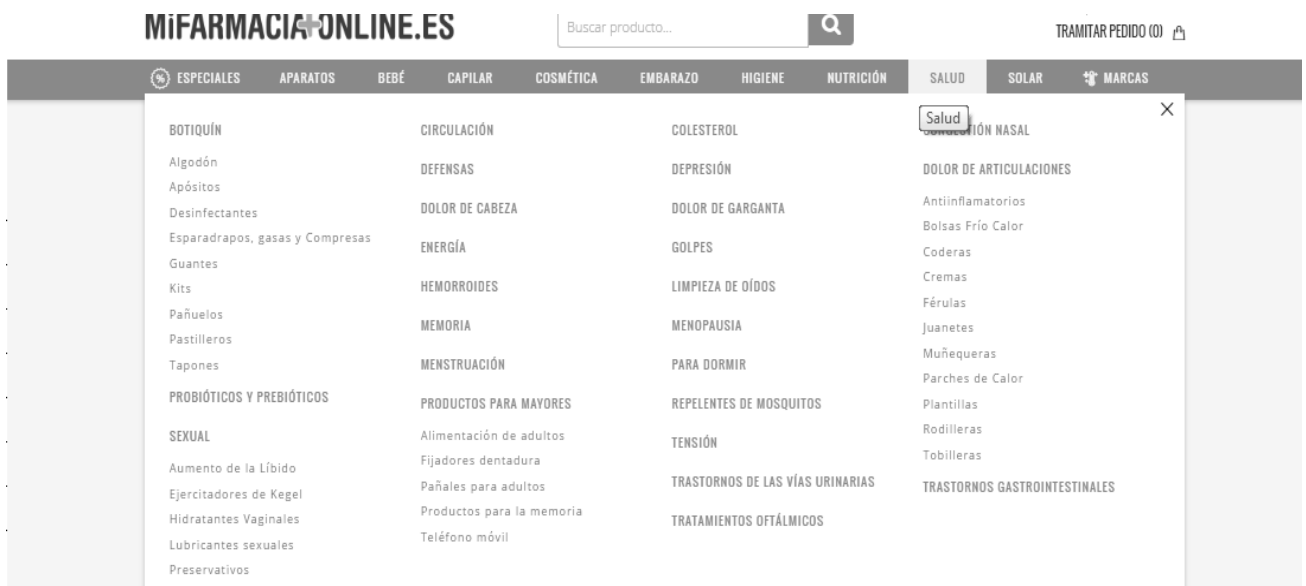 MiFARMACIA+ONLINE.ES
Buscar producto...
TRAMITAR PEDIDO (0)
% ESPECIALES APARATOS BEBÉ CAPILAR COSMÉTICA EMBARAZO HIGIENE NUTRICIÓN SALUD SOLAR MARCAS
Salud
BOTIQUÍN
Algodón
Apósitos
Desinfectantes
Esparadrapos, gasas y Compresas
Guantes
Kits
Pañuelos
Pastilleros
Tapones
PROBIÓTICOS Y PREBIÓTICOS
SEXUAL
Aumento de la Líbido
Ejercitadores de Kegel
Hidratantes Vaginales
Lubricantes sexuales
Preservativos
CIRCULACIÓN
DEFENSAS
DOLOR DE CABEZA
ENERGÍA
HEMORROIDES
MEMORIA
MENSTRUACIÓN
PRODUCTOS PARA MAYORES
Alimentación de adultos
Fijadores dentadura
Pañales para adultos
Productos para la memoria
Teléfono móvil
COLESTEROL
DEPRESIÓN
DOLOR DE GARGANTA
GOLPES
LIMPIEZA DE OÍDOS
MENOPAUSIA
PARA DORMIR
REPELENTES DE MOSQUITOS
TENSIÓN
TRASTORNOS DE LAS VÍAS URINARIAS
TRATAMIENTOS OFTÁLMICOS
NASAL
DOLOR DE ARTICULACIONES
Antiinflamatorios
Bolsas Frío Calor
Coderas
Cremas
Férulas
Juanetes
Muñequeras
Parches de Calor
Plantillas
Rodilleras
Tobilleras
TRASTORNOS GASTROINTESTINALES